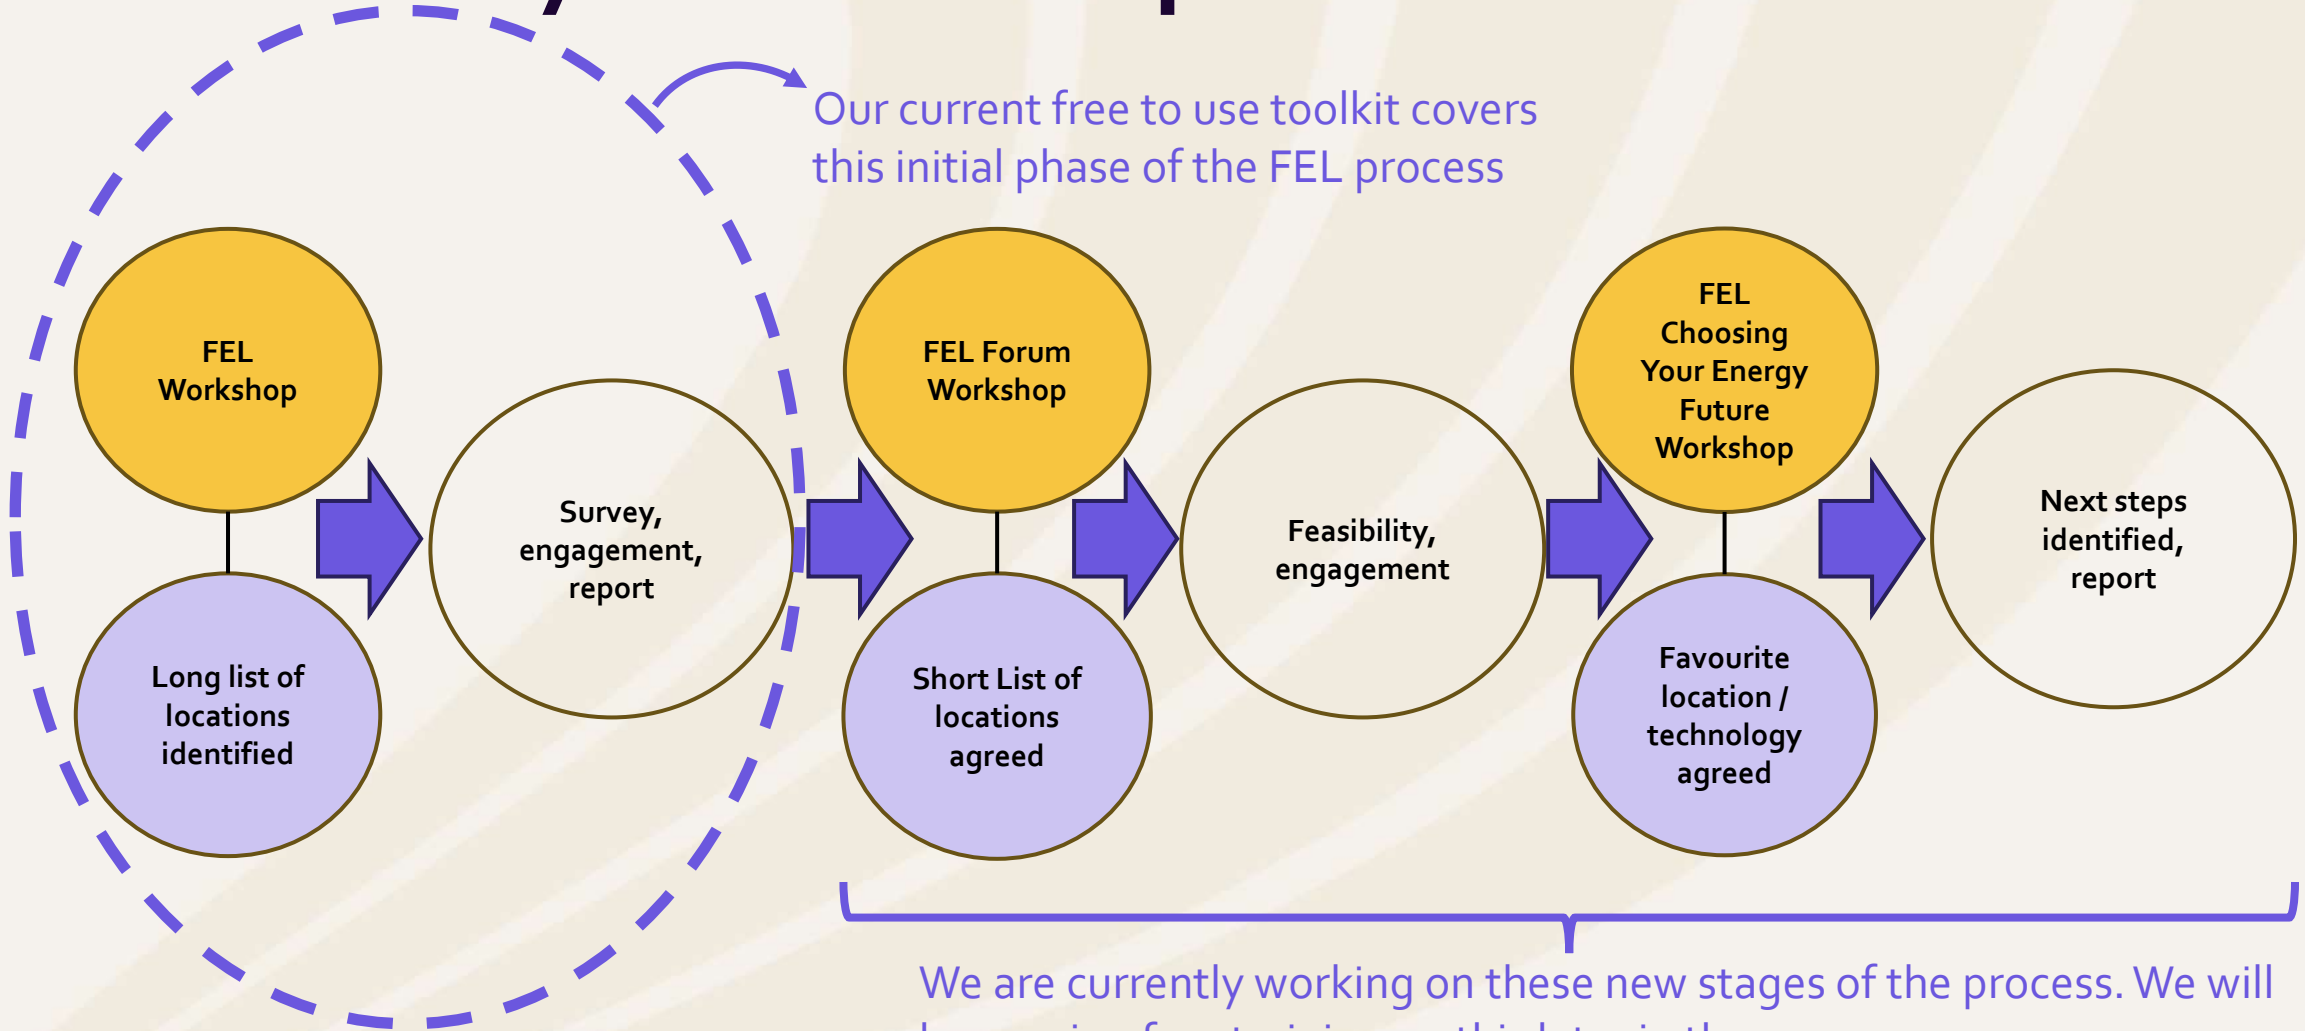 Our current free to use toolkit covers
this initial phase of the FEL process
FEL
Workshop
Long list of
locations
identified
Survey,
engagement,
report
FEL Forum
Workshop
Short List of
locations
agreed
Feasibility,
engagement
FEL
Choosing
Your Energy
Future
Workshop
Favourite
location /
technology
agreed
Next steps
identified,
report
We are currently working on these new stages of the process. We will